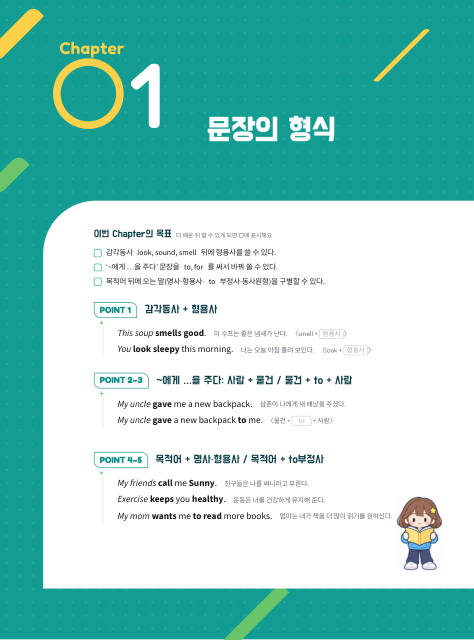 Chapter
01
문장의 형식
이번 Chapter의 목표 다 배운 뒤 할 수 있게 되면 □에 표시해요
감각동사 look, sound, smell 뒤에 형용사를 쓸 수 있다.
‘~에게 …을 주다’ 문장을 to, for 를 써서 바꿔 쓸 수 있다.
목적어 뒤에 오는 말(명사·형용사· to 부정사·동사원형)을 구별할 수 있다.
POINT 1 감각동사 + 형용사
This soup smells good. 이 수프는 좋은 냄새가 난다. 〈smell + 형용사〉
You look sleepy this morning. 너는 오늘 아침 졸려 보인다. 〈look + 형용사〉
POINT 2-3 ~에게 …을 주다: 사람 + 물건 / 물건 + to + 사람
My uncle gave me a new backpack. 삼촌이 나에게 새 배낭을 주셨다.
My uncle gave a new backpack to me. 〈물건 + to + 사람〉
POINT 4-5 목적어 + 명사·형용사 / 목적어 + to부정사
My friends call me Sunny. 친구들은 나를 써니라고 부른다.
Exercise keeps you healthy. 운동은 너를 건강하게 유지해 준다.
My mom wants me to read more books. 엄마는 내가 책을 더 많이 읽기를 원하신다.